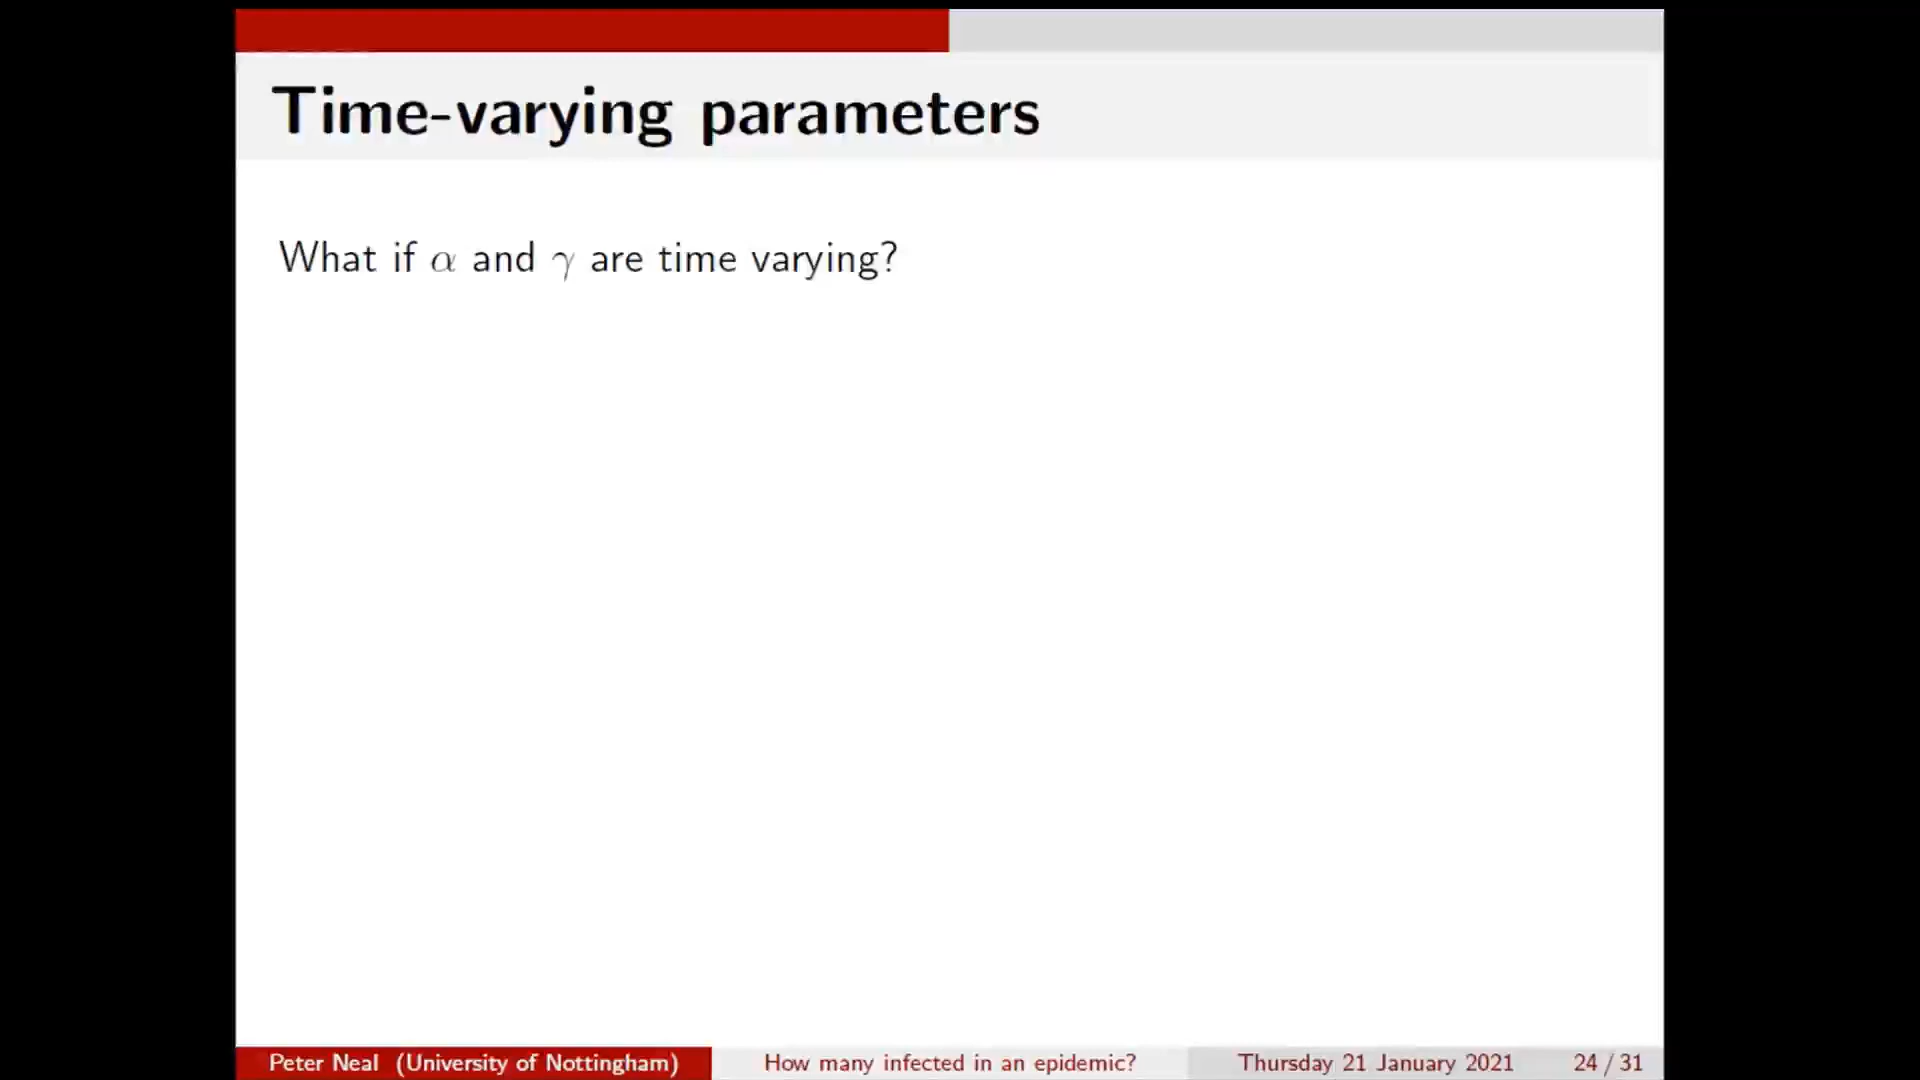 Time-varying parameters
What if α and γ are time varying?
Peter Neal (University of Nottingham) How many infected in an epidemic? Thursday 21 January 2021 24 / 31